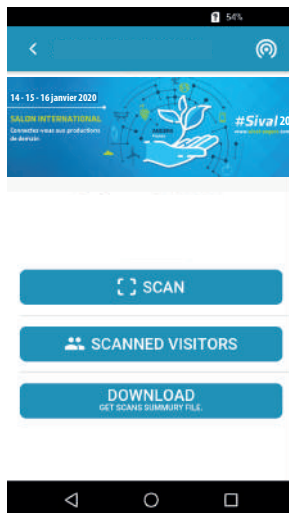 54%
14 - 15 - 16 janvier 2020
SALON INTERNATIONAL
Connectez-vous aux productions
de demain
#Sival20
SCAN
SCANNED VISITORS
DOWNLOAD
GET SCANS SUMMURY FILE.